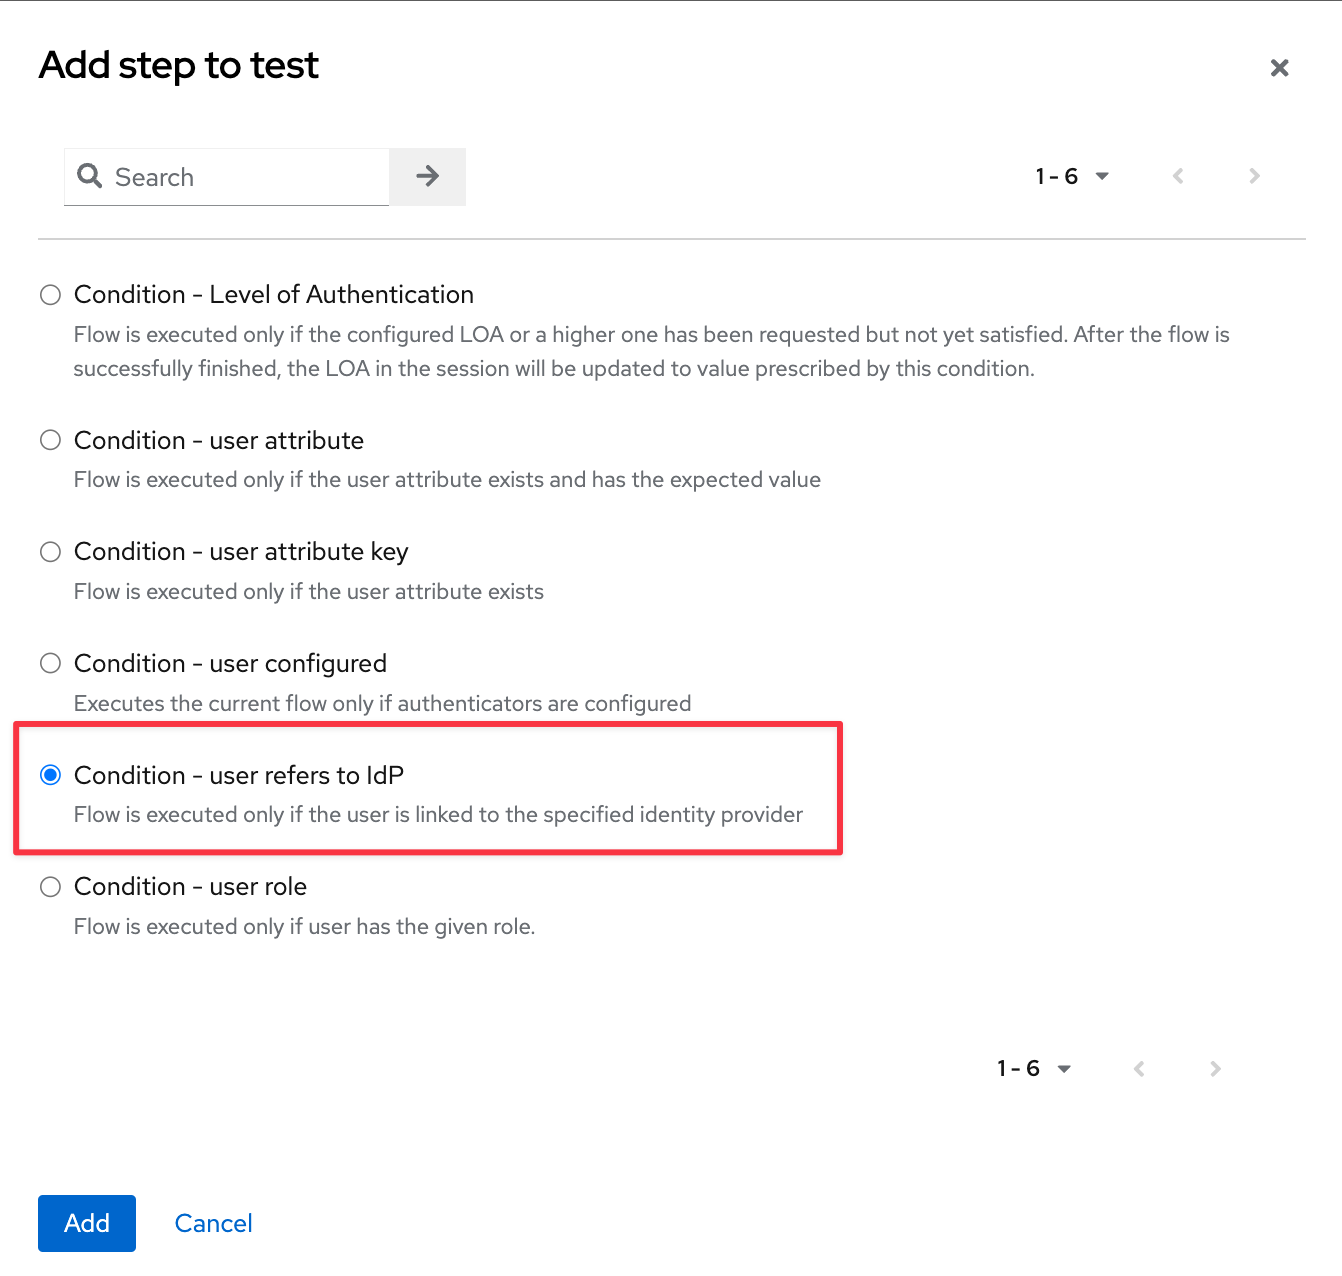 Add step to test
Search
1 - 6
Condition - Level of Authentication
Flow is executed only if the configured LOA or a higher one has been requested but not yet satisfied. After the flow is
successfully finished, the LOA in the session will be updated to value prescribed by this condition.
Condition - user attribute
Flow is executed only if the user attribute exists and has the expected value
Condition - user attribute key
Flow is executed only if the user attribute exists
Condition - user configured
Executes the current flow only if authenticators are configured
Condition - user refers to IdP
Flow is executed only if the user is linked to the specified identity provider
Condition - user role
Flow is executed only if user has the given role.
1 - 6
Add
Cancel